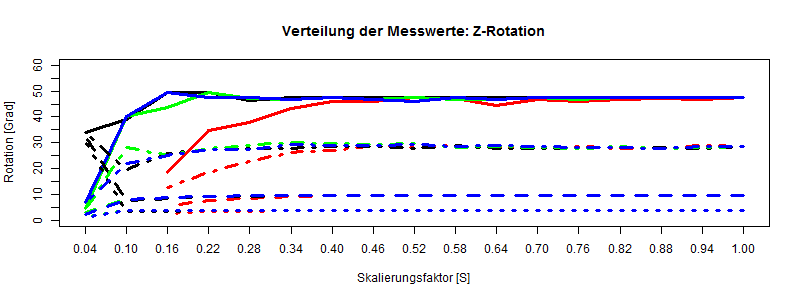 Verteilung der Messwerte: Z-Rotation
Rotation [Grad]
60
50
40
30
20
10
0
0.04 0.10 0.16 0.22 0.28 0.34 0.40 0.46 0.52 0.58 0.64 0.70 0.76 0.82 0.88 0.94 1.00
Skalierungsfaktor [S]